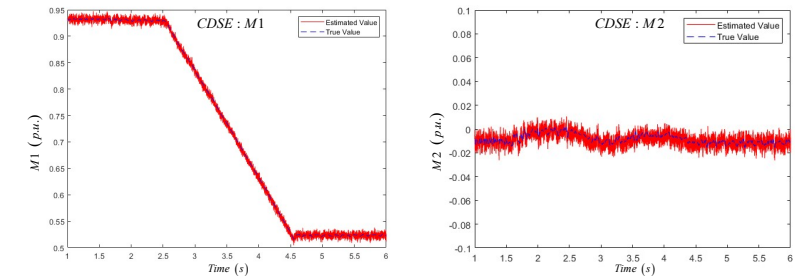 0.95
0.9
0.85
0.8
0.75
0.7
0.65
0.6
0.55
0.5
M1 (p.u.)
CDSE : M1
Estimated Value
True Value
1 1.5 2 2.5 3 3.5 4 4.5 5 5.5 6
Time (s)
0.1
0.08
0.06
0.04
0.02
0
-0.02
-0.04
-0.06
-0.08
-0.1
M2 (p.u.)
CDSE : M2
Estimated Value
True Value
1 1.5 2 2.5 3 3.5 4 4.5 5 5.5 6
Time (s)